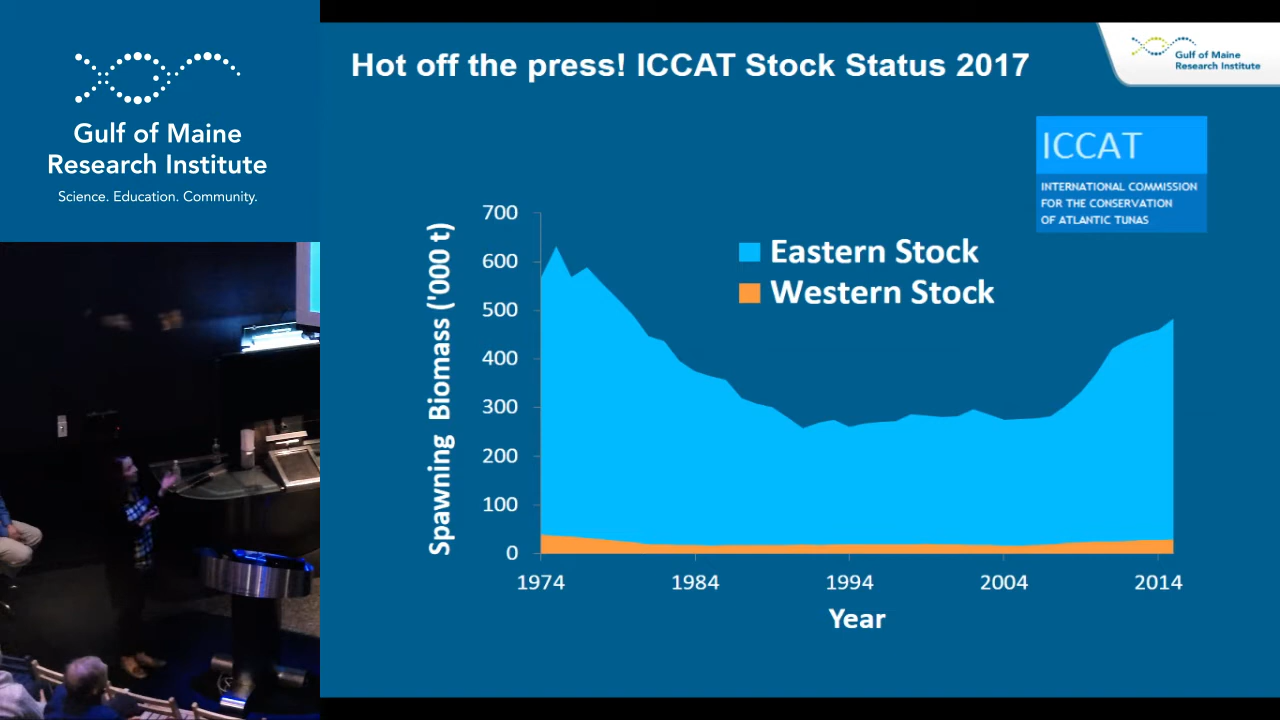 Gulf of Maine
Research Institute
Science. Education. Community.
Hot off the press! ICCAT Stock Status 2017
Gulf of Maine
Research Institute
ICCAT
INTERNATIONAL COMMISSION
FOR THE CONSERVATION
OF ATLANTIC TUNAS
Spawning Biomass ('000 t)
700
600
500
400
300
200
100
0
Eastern Stock
Western Stock
1974
1984
1994
2004
2014
Year